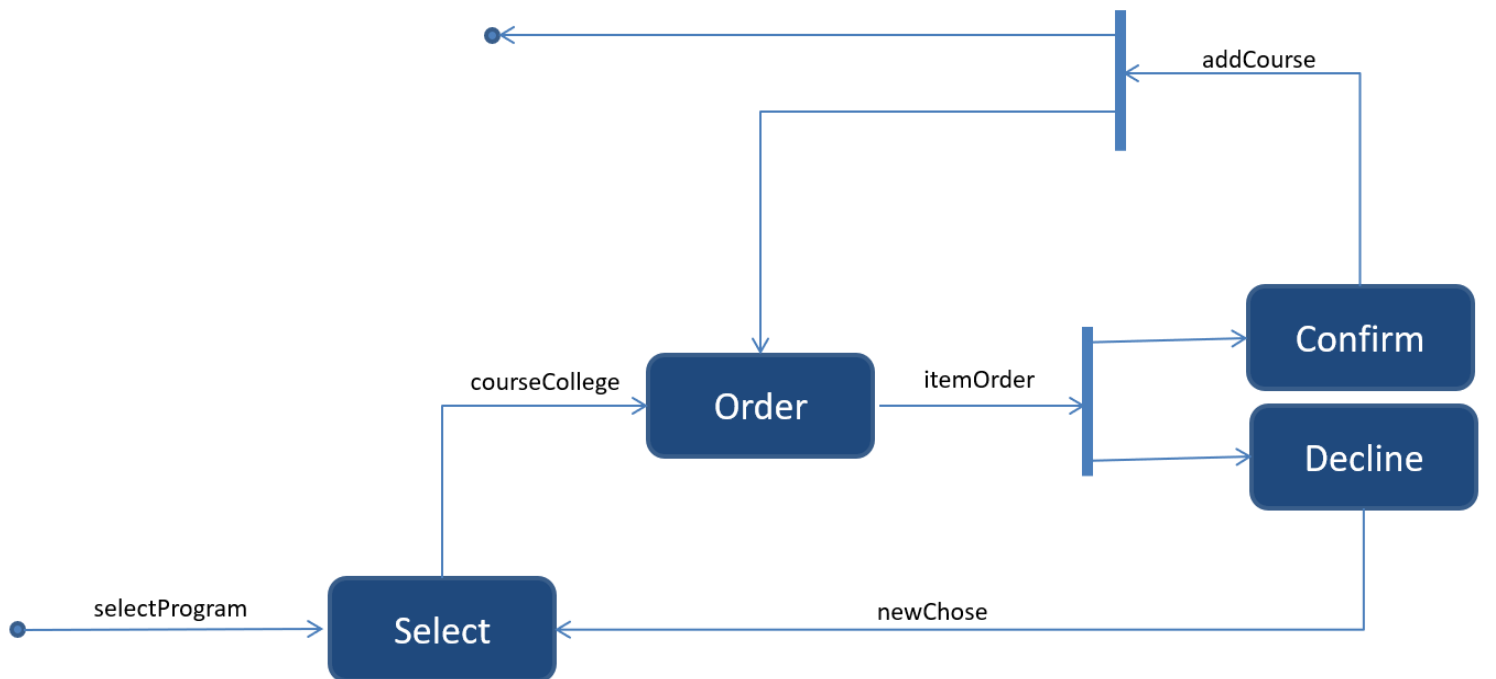 addCourse
Confirm
courseCollege
itemOrder
Order
Decline
selectProgram
newChose
Select